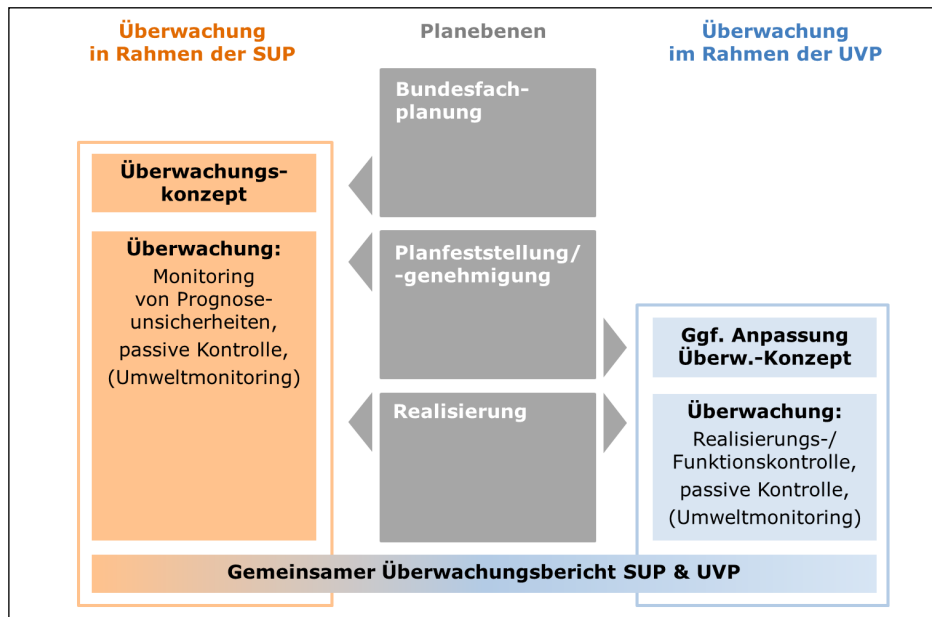 Überwachung
in Rahmen der SUP
Planebenen
Überwachung
im Rahmen der UVP
Bundesfach-
planung
Überwachungs-
konzept
Überwachung:
Monitoring
von Prognose-
unsicherheiten,
passive Kontrolle,
(Umweltmonitoring)
Planfeststellung/
-genehmigung
Ggf. Anpassung
Überw.-Konzept
Realisierung
Überwachung:
Realisierungs-/
Funktionskontrolle,
passive Kontrolle,
(Umweltmonitoring)
Gemeinsamer Überwachungsbericht SUP & UVP